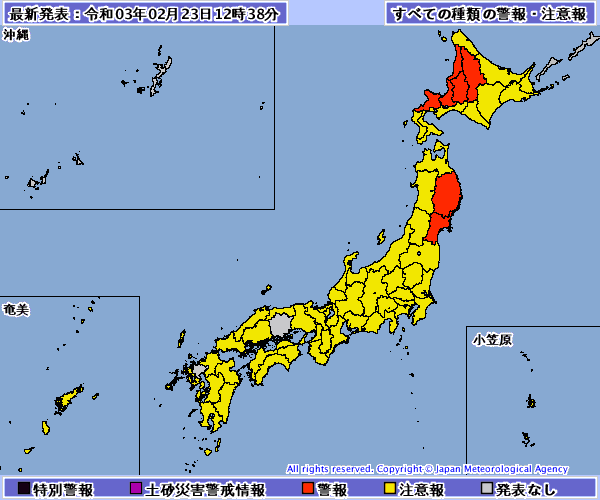 最新発表：令和03年02月23日12時38分
すべての種類の警報・注意報
沖縄
奄美
小笠原
All rights reserved. Copyright © Japan Meteorological Agency
特別警報 土砂災害警戒情報 警報 注意報 発表なし